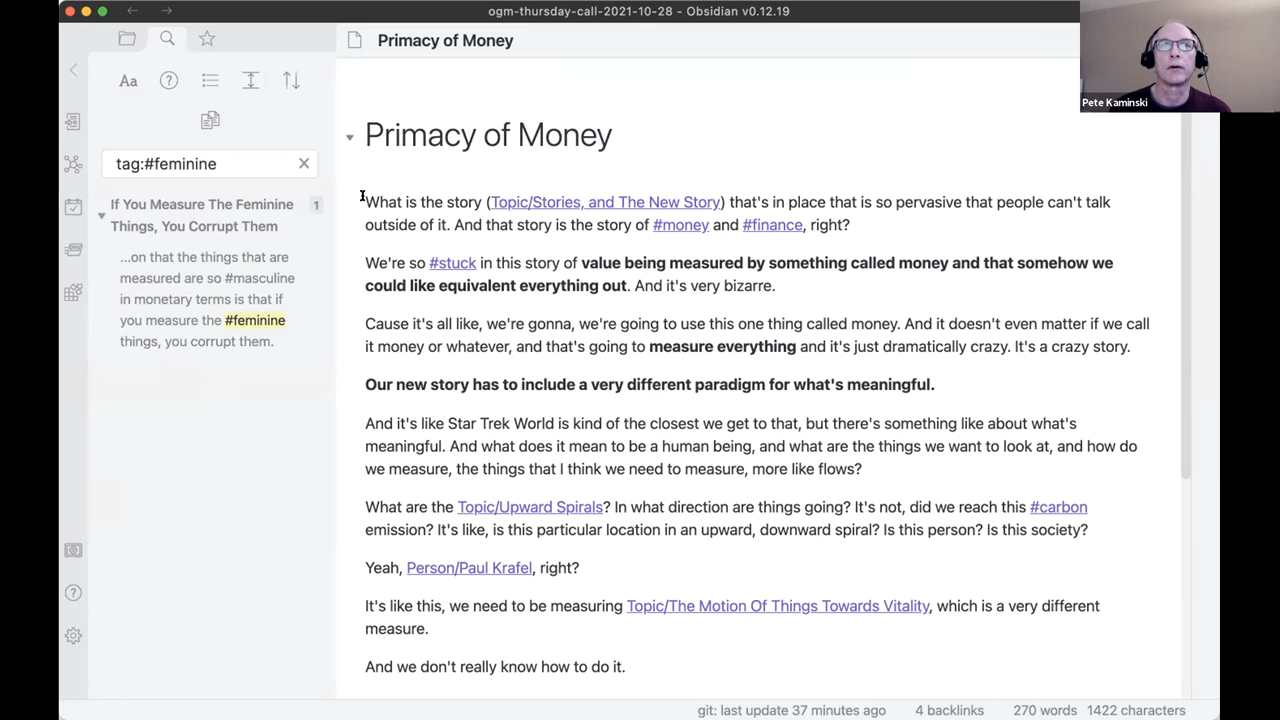 ogm-thursday-call-2021-10-28 - Obsidian v0.12.19
Primacy of Money
Pete Kaminski
Aa
tag:#feminine
If You Measure The Feminine
Things, You Corrupt Them
1
...on that the things that are
measured are so #masculine
in monetary terms is that if
you measure the #feminine
things, you corrupt them.
Primacy of Money
What is the story (Topic/Stories, and The New Story) that's in place that is so pervasive that people can't talk
outside of it. And that story is the story of #money and #finance, right?
We're so #stuck in this story of value being measured by something called money and that somehow we
could like equivalent everything out. And it's very bizarre.
Cause it's all like, we're gonna, we're going to use this one thing called money. And it doesn't even matter if we call
it money or whatever, and that's going to measure everything and it's just dramatically crazy. It's a crazy story.
Our new story has to include a very different paradigm for what's meaningful.
And it's like Star Trek World is kind of the closest we get to that, but there's something like about what's
meaningful. And what does it mean to be a human being, and what are the things we want to look at, and how do
we measure, the things that I think we need to measure, more like flows?
What are the Topic/Upward Spirals? In what direction are things going? It's not, did we reach this #carbon
emission? It's like, is this particular location in an upward, downward spiral? Is this person? Is this society?
Yeah, Person/Paul Krafel, right?
It's like this, we need to be measuring Topic/The Motion Of Things Towards Vitality, which is a very different
measure.
And we don't really know how to do it.
git: last update 37 minutes ago
4 backlinks
270 words
1422 characters